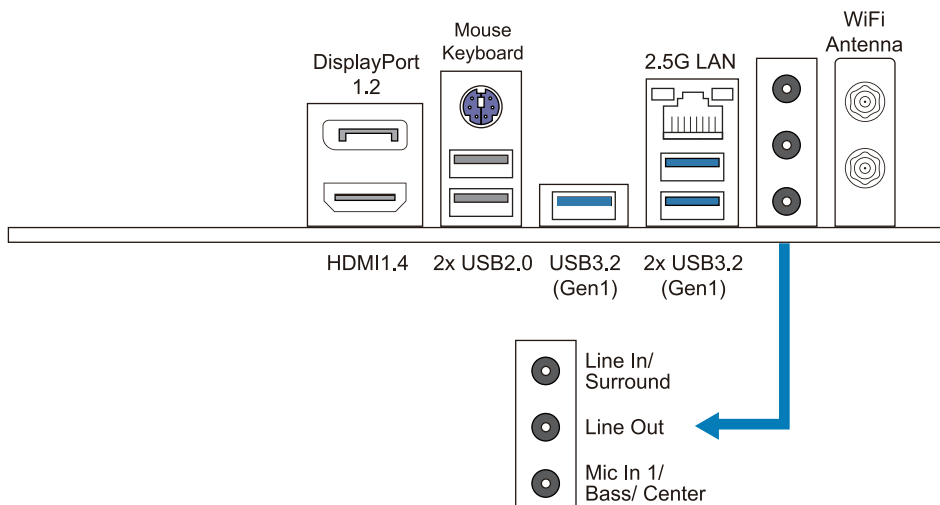 DisplayPort
1.2
Mouse
Keyboard
2.5G LAN
WiFi
Antenna
HDMI1.4
2x USB2.0
USB3.2
(Gen1)
2x USB3.2
(Gen1)
Line In/
Surround
Line Out
Mic In 1/
Bass/ Center